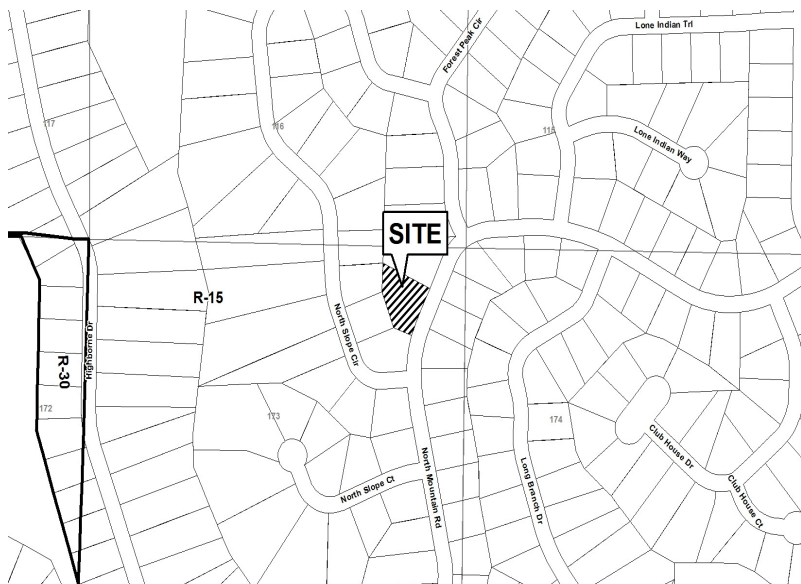 Lone Indian Trl
Forest Peak Cir
117
116
115
Lone Indian Way
SITE
R-15
North Slope Cir
Highborne Dr
R-30
172
173
174
Club House Dr
North Slope Ct
North Mountain Rd
Long Branch Dr
Club House Ct